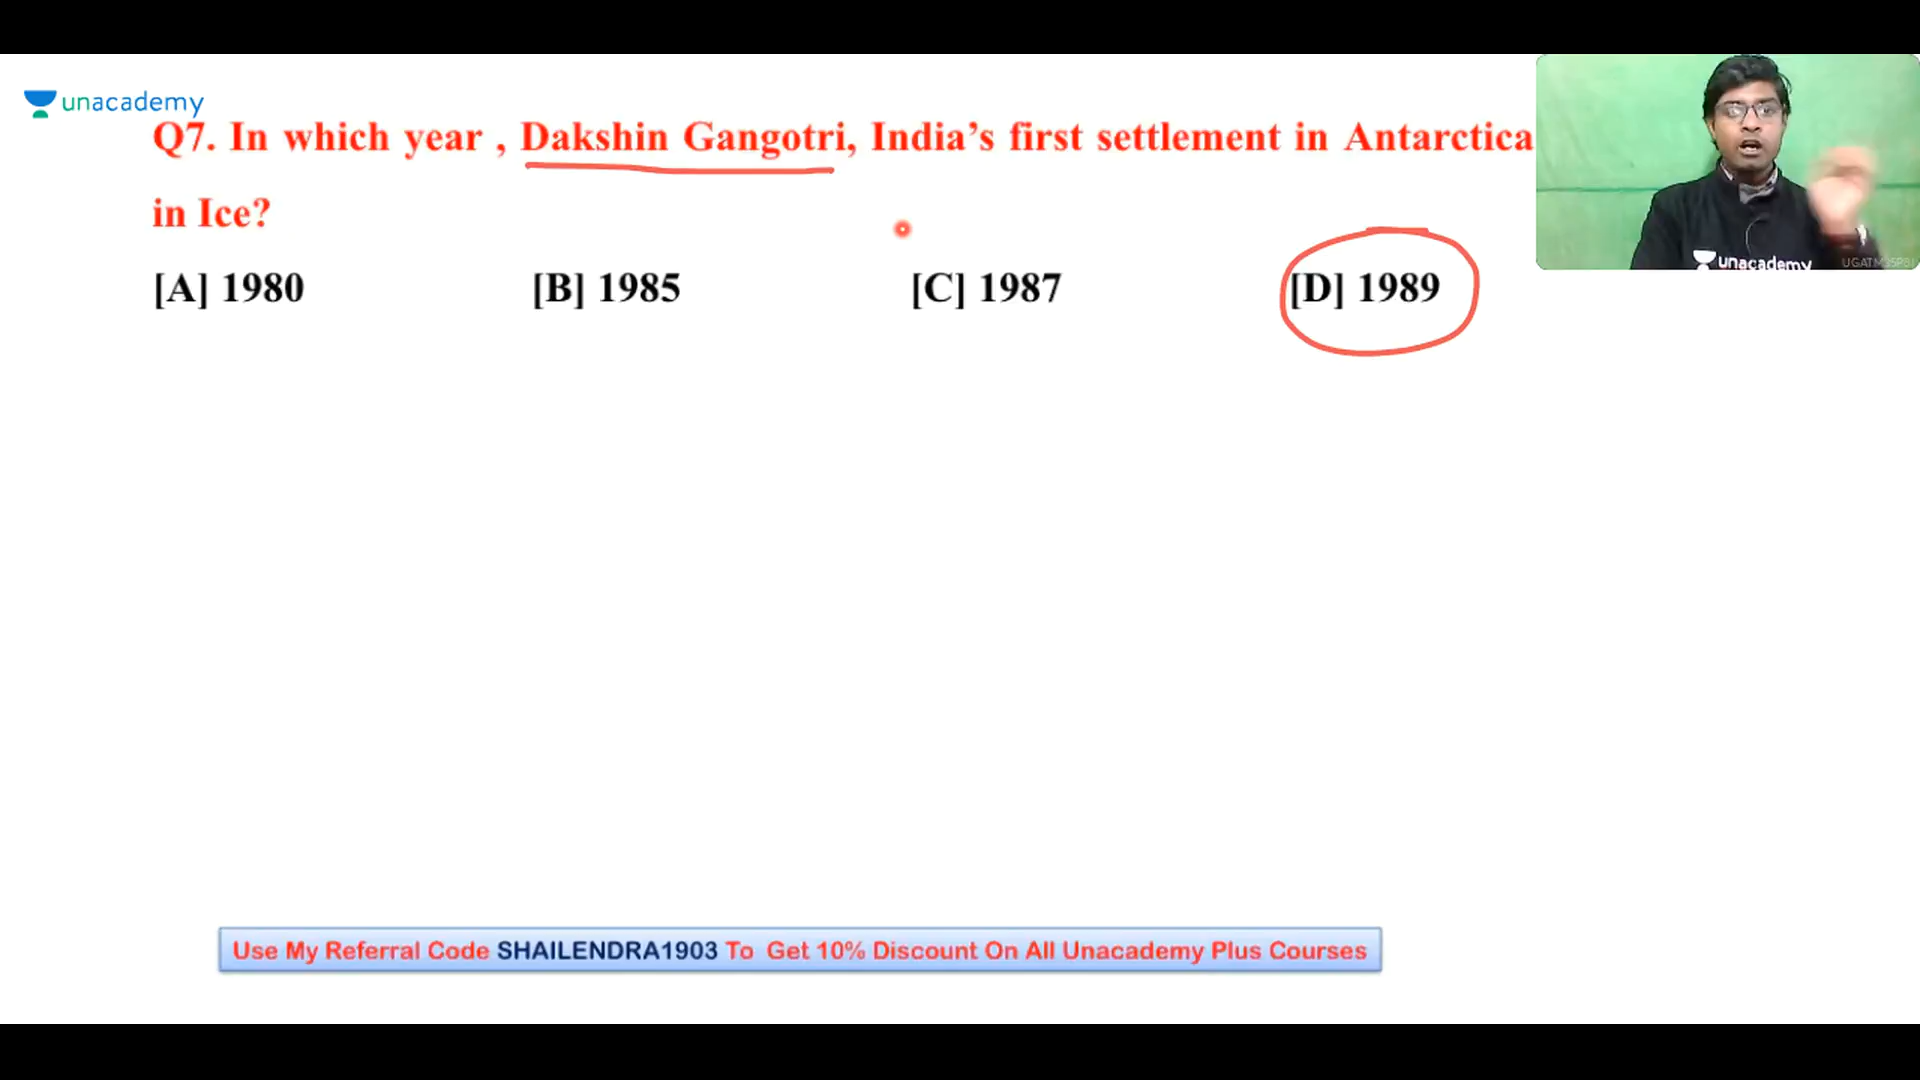 unacademy
Q7. In which year , Dakshin Gangotri, India’s first settlement in Antarctica
in Ice?
[A] 1980 [B] 1985 [C] 1987 [D] 1989
unacademy
UGATM35P8I
Use My Referral Code SHAILENDRA1903 To Get 10% Discount On All Unacademy Plus Courses